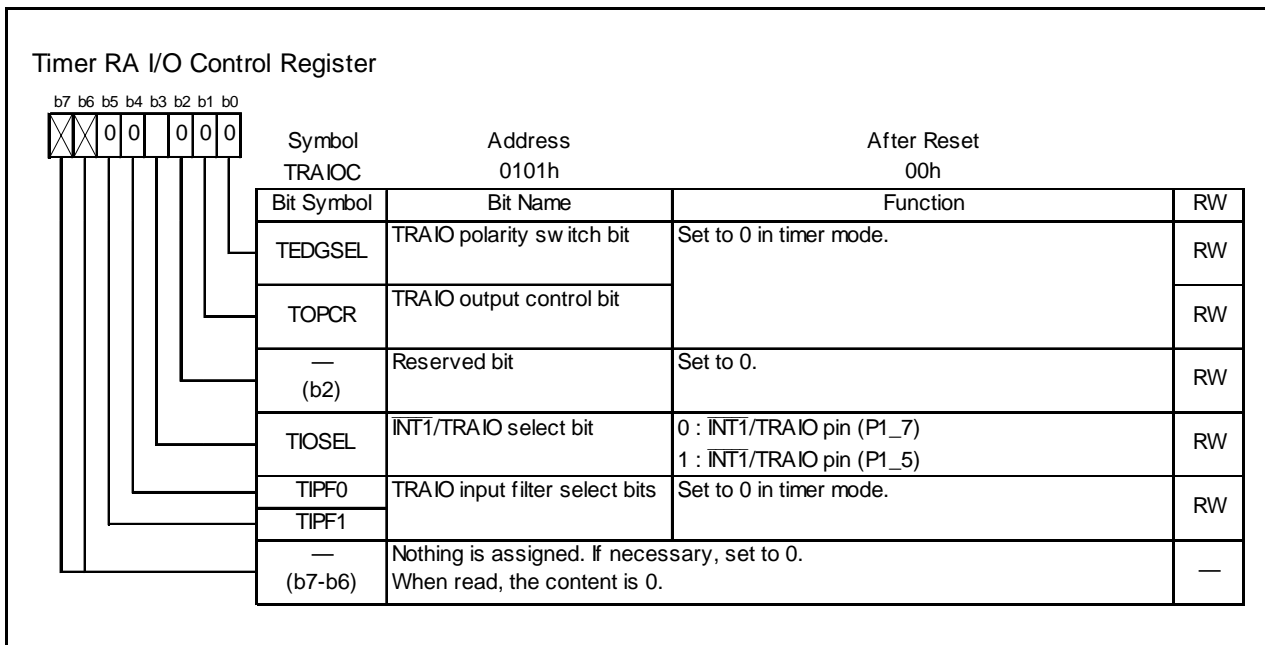 Timer RA I/O Control Register
b7 b6 b5 b4 b3 b2 b1 b0
0 0 0 0 0
Symbol Address After Reset
TRAIOC 0101h 00h
Bit Symbol Bit Name Function RW
TEDGSEL TRAIO polarity switch bit Set to 0 in timer mode. RW
TOPCR TRAIO output control bit RW
— Reserved bit Set to 0. RW
(b2)
TIOSEL INT1/TRAIO select bit 0 : INT1/TRAIO pin (P1_7) RW
1 : INT1/TRAIO pin (P1_5)
TIPF0 TRAIO input filter select bits Set to 0 in timer mode. RW
TIPF1
— Nothing is assigned. If necessary, set to 0. —
(b7-b6) When read, the content is 0.